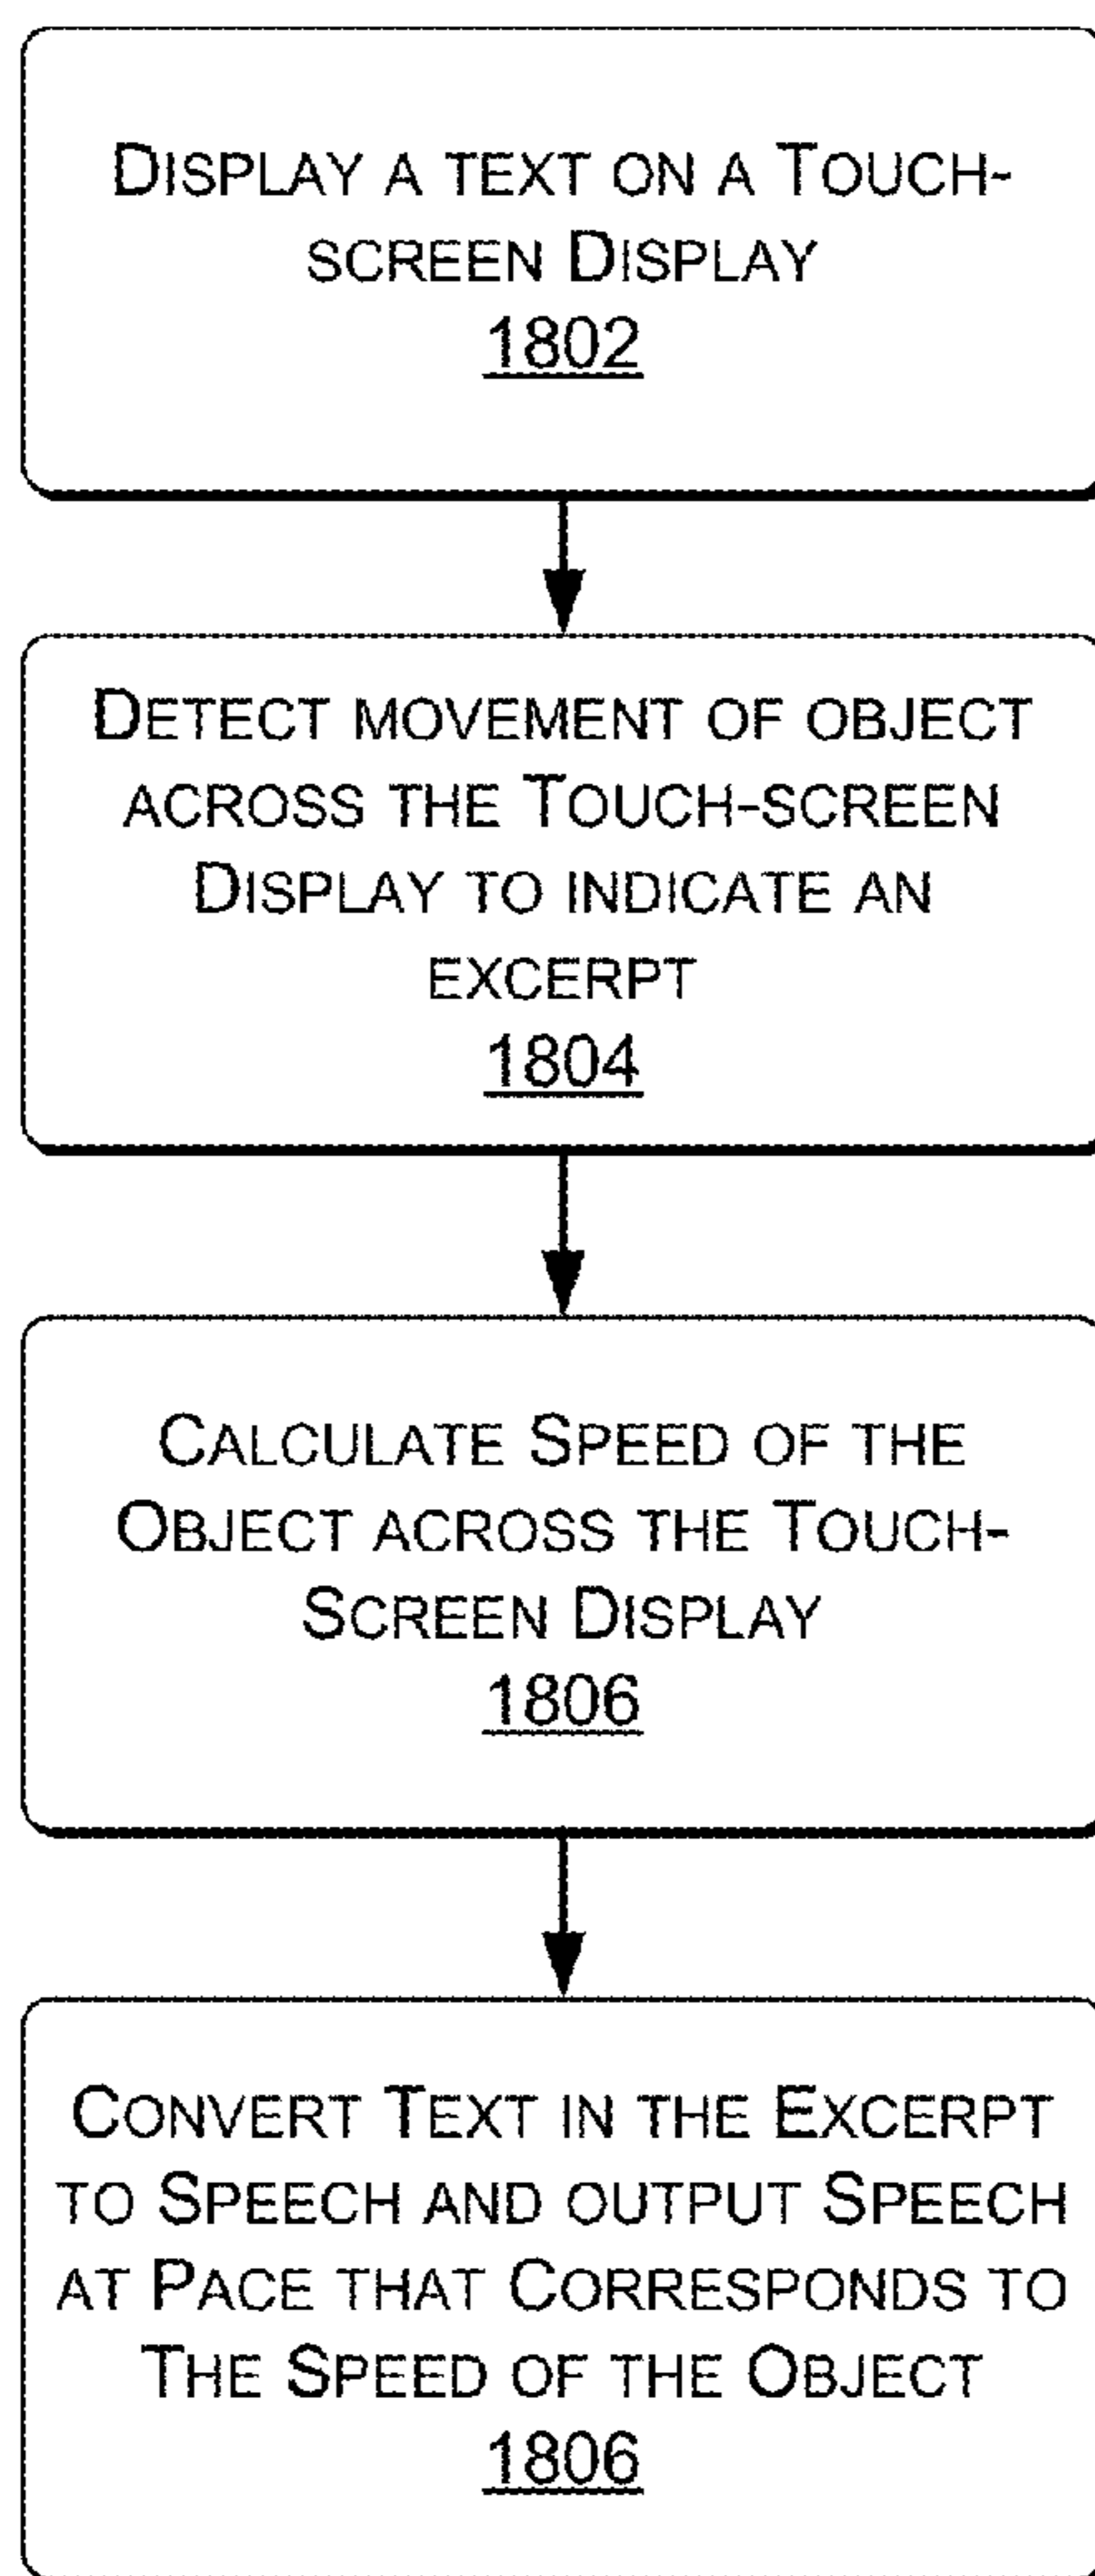 DISPLAY A TEXT ON A TOUCH-
SCREEN DISPLAY
1802
DETECT MOVEMENT OF OBJECT
ACROSS THE TOUCH-SCREEN
DISPLAY TO INDICATE AN
EXCERPT
1804
CALCULATE SPEED OF THE
OBJECT ACROSS THE TOUCH-
SCREEN DISPLAY
1806
CONVERT TEXT IN THE EXCERPT
TO SPEECH AND OUTPUT SPEECH
AT PACE THAT CORRESPONDS TO
THE SPEED OF THE OBJECT
1806